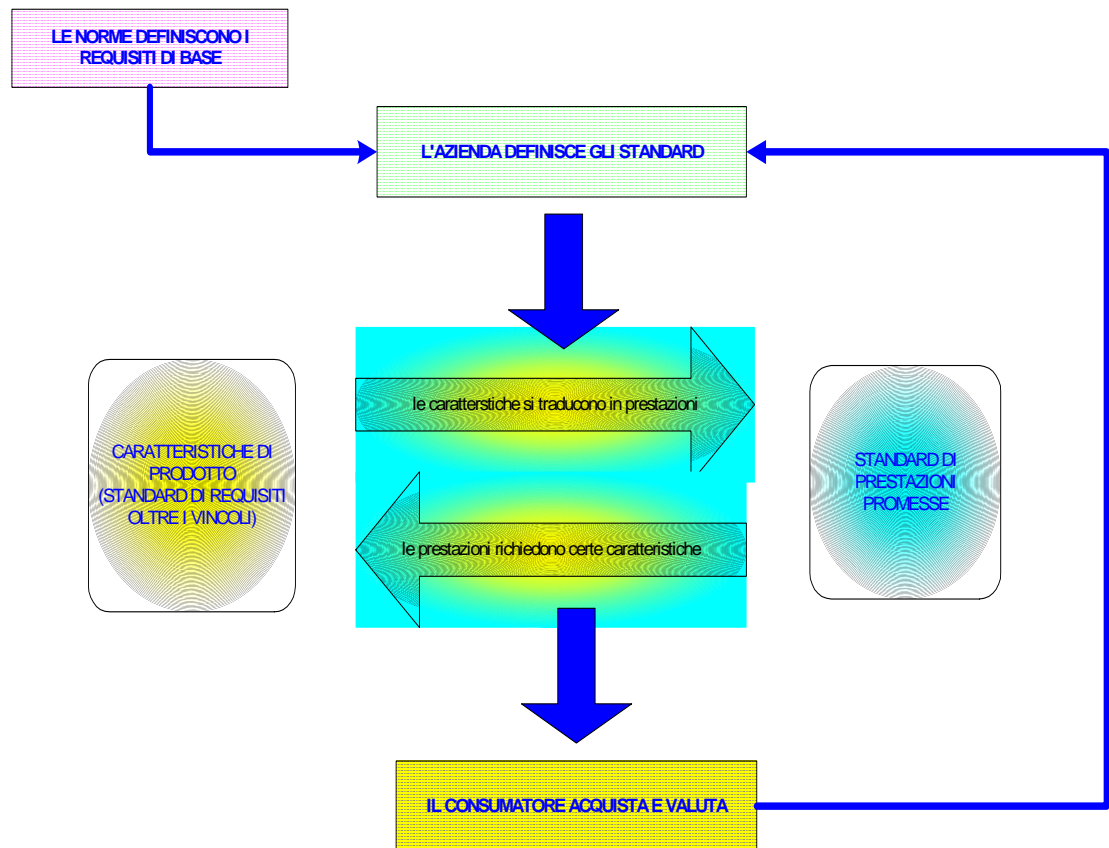 LE NORME DEFINISCONO I
REQUISITI DI BASE
L'AZIENDA DEFINISCE GLI STANDARD
le caratterstiche si traducono in prestazioni
CARATTERISTICHE DI
PRODOTTO
(STANDARD DI REQUISITI
OLTRE I VINCOLI)
STANDARD DI
PRESTAZIONI
PROMESSE
le prestazioni richiedono certe caratteristiche
IL CONSUMATORE ACQUISTA E VALUTA